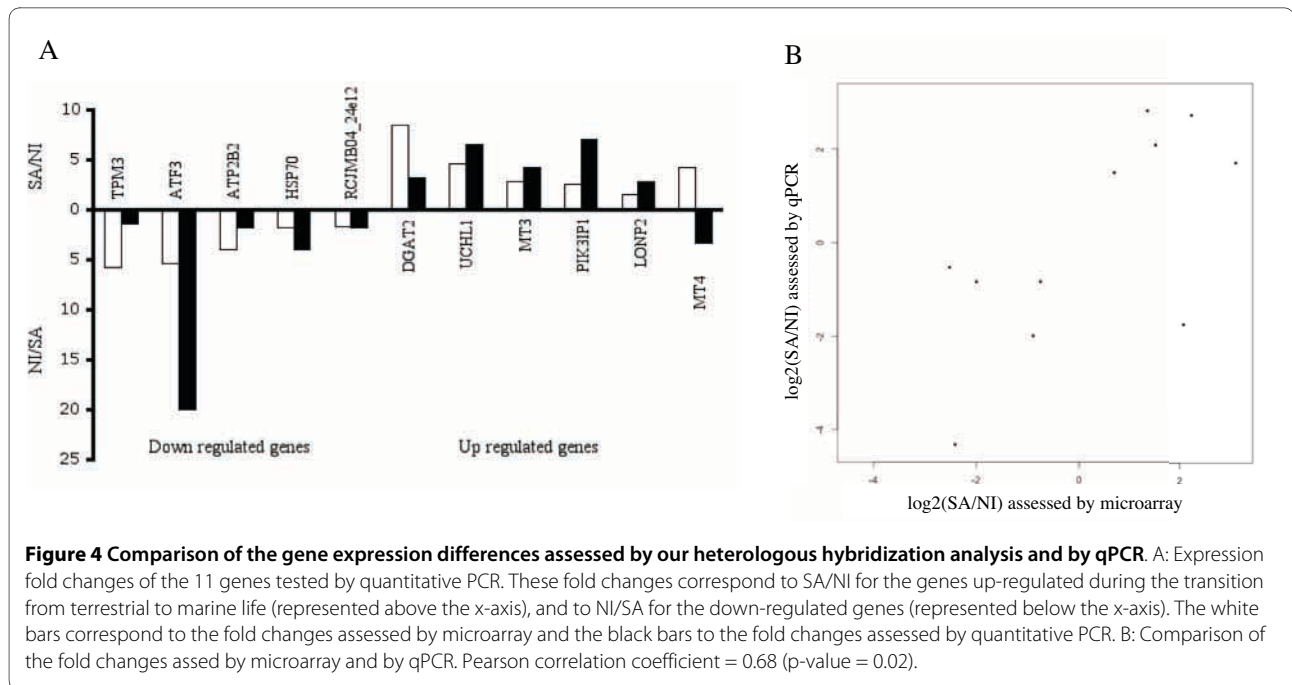 A
B
10
5
0
5
10
15
20
25
SA/NI
NI/SA
TPM3
ATF3
ATP2B2
HSP70
RCJMB04_24e12
DGAT2
UCHL1
MT3
PIK3IP1
LONP2
MT4
Down regulated genes
Up regulated genes
log2(SA/NI) assessed by qPCR
2
0
-2
-4
-4
-2
0
2
log2(SA/NI) assessed by microarray
Figure 4 Comparison of the gene expression differences assessed by our heterologous hybridization analysis and by qPCR. A: Expression
fold changes of the 11 genes tested by quantitative PCR. These fold changes correspond to SA/NI for the genes up-regulated during the transition
from terrestrial to marine life (represented above the x-axis), and to NI/SA for the down-regulated genes (represented below the x-axis). The white
bars correspond to the fold changes assessed by microarray and the black bars to the fold changes assessed by quantitative PCR. B: Comparison of
the fold changes assed by microarray and by qPCR. Pearson correlation coefficient = 0.68 (p-value = 0.02).